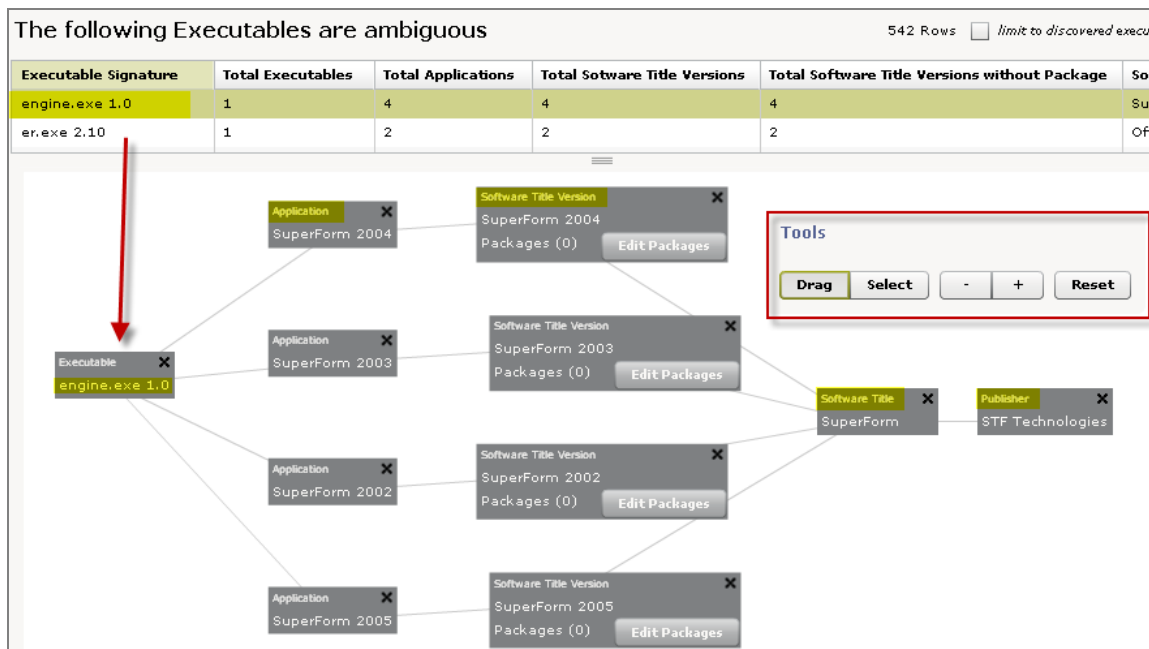 The following Executables are ambiguous
542 Rows limit to discovered execu
Executable Signature Total Executables Total Applications Total Sotware Title Versions Total Software Title Versions without Package So
engine.exe 1.0 1 4 4 4 Su
er.exe 2.10 1 2 2 2 Of
Application
SuperForm 2004
Software Title Version
SuperForm 2004
Packages (0) Edit Packages
Tools
Drag Select - + Reset
Application
SuperForm 2003
Software Title Version
SuperForm 2003
Packages (0) Edit Packages
Executable
engine.exe 1.0
Software Title
SuperForm
Publisher
STF Technologies
Application
SuperForm 2002
Software Title Version
SuperForm 2002
Packages (0) Edit Packages
Application
SuperForm 2005
Software Title Version
SuperForm 2005
Packages (0) Edit Packages